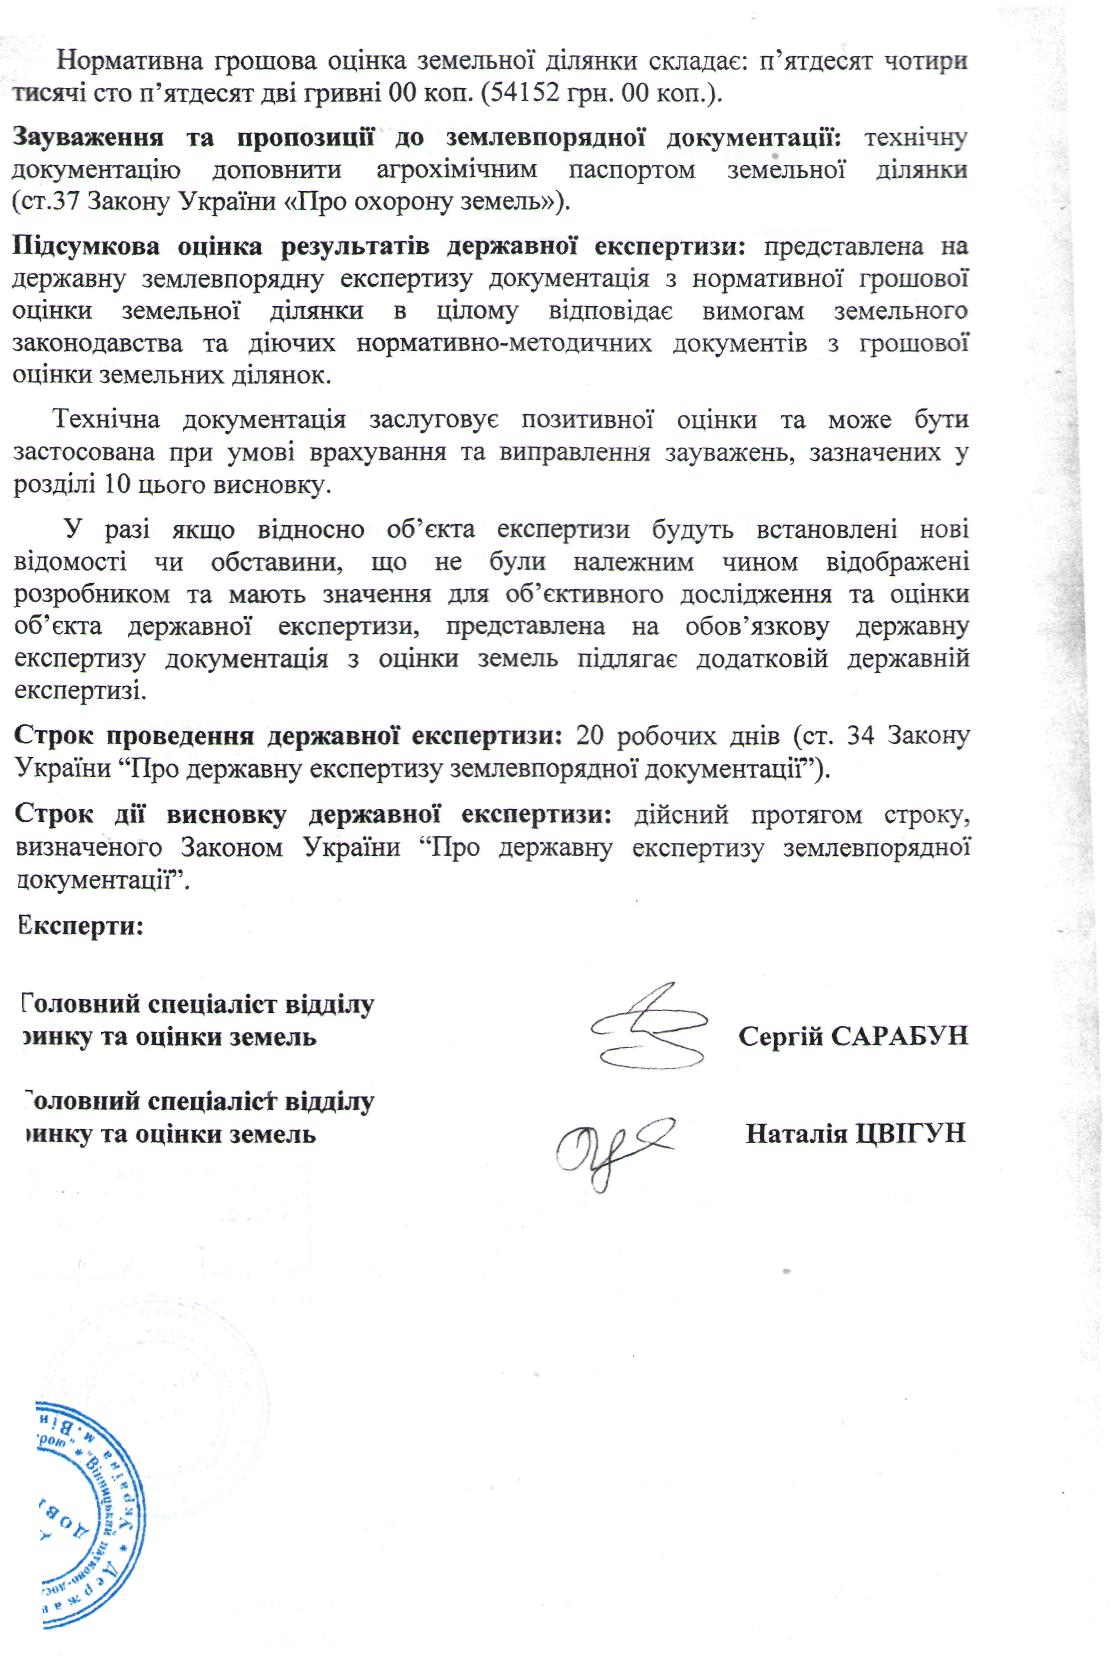 Нормативна грошова оцінка земельної ділянки складає: п’ятдесят чотири
тисячі сто п’ятдесят дві гривні 00 коп. (54152 грн. 00 коп.).
Зауваження та пропозиції до землевпорядної документації: технічну
документацію доповнити агрохімічним паспортом земельної ділянки
(ст.37 Закону України «Про охорону земель»).
Підсумкова оцінка результатів державної експертизи: представлена на
державну землевпорядну експертизу документація з нормативної грошової
оцінки земельної ділянки в цілому відповідає вимогам земельного
законодавства та діючих нормативно-методичних документів з грошової
оцінки земельних ділянок.
Технічна документація заслуговує позитивної оцінки та може бути
застосована при умові врахування та виправлення зауважень, зазначених у
розділі 10 цього висновку.
У разі якщо відносно об’єкта експертизи будуть встановлені нові
відомості чи обставини, що не були належним чином відображені
розробником та мають значення для об’єктивного дослідження та оцінки
об’єкта державної експертизи, представлена на обов’язкову державну
експертизу документація з оцінки земель підлягає додатковій державній
експертизі.
Строк проведення державної експертизи: 20 робочих днів (ст. 34 Закону
України “Про державну експертизу землевпорядної документації”).
Строк дії висновку державної експертизи: дійсний протягом строку,
визначеного Законом України “Про державну експертизу землевпорядної
документації”.
Експерти:
Головний спеціаліст відділу
ринку та оцінки земель Сергій САРАБУН
Головний спеціаліст відділу
ринку та оцінки земель Наталія ЦВІГУН
Україна м.Він
"Вінницький науково-дос
Держав